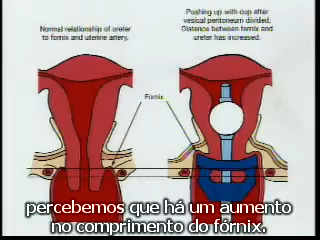 Normal relationship of ureter
to fornix and uterine artery.
Pushing up with cup after
vesical peritoneum divided.
Distance between fornix and
ureter has increased.
Fornix
percebemos que há um aumento
no comprimento do fórnix.